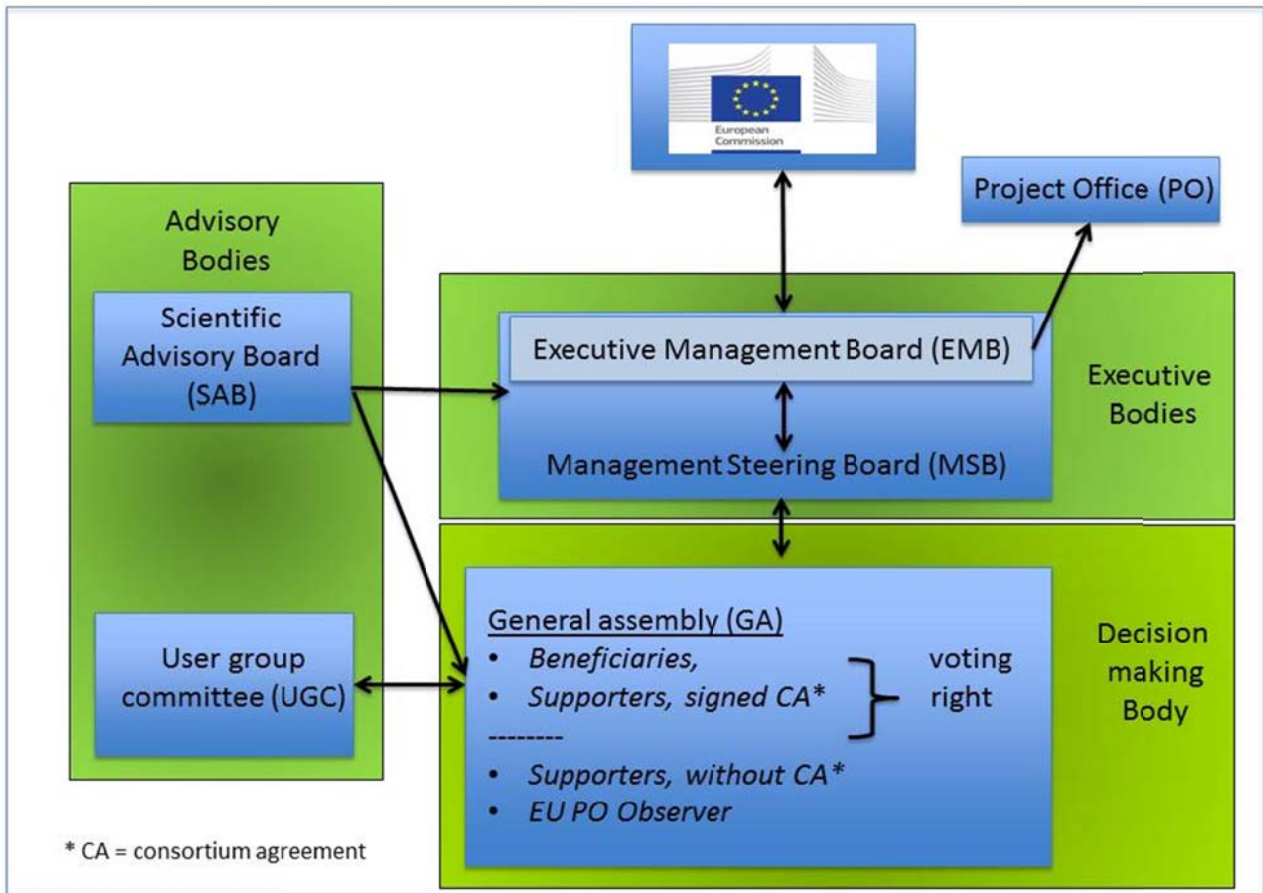 European
Commission
Project Office (PO)
Advisory
Bodies
Scientific
Advisory Board
(SAB)
User group
committee (UGC)
Executive Management Board (EMB)
Management Steering Board (MSB)
Executive
Bodies
General assembly (GA)
• Beneficiaries,
• Supporters, signed CA*
--------
• Supporters, without CA*
• EU PO Observer
voting
right
Decision
making
Body
* CA = consortium agreement